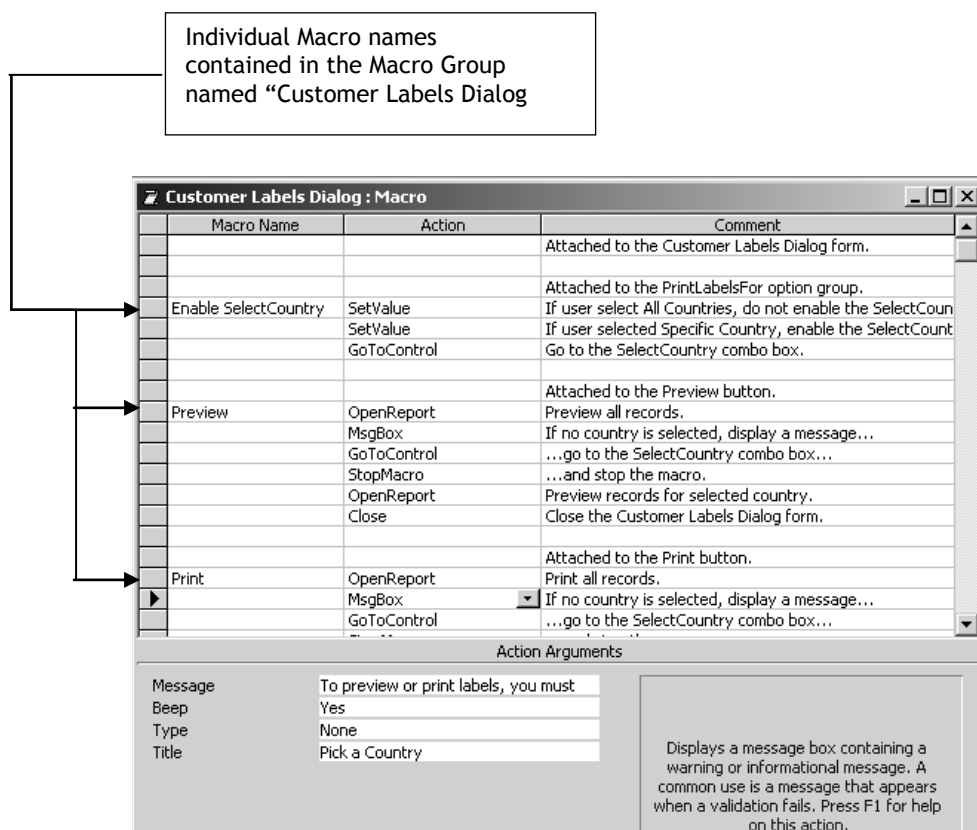 Individual Macro names
contained in the Macro Group
named “Customer Labels Dialog
Customer Labels Dialog : Macro
Macro Name Action Comment
Attached to the Customer Labels Dialog form.
Attached to the PrintLabelsFor option group.
Enable SelectCountry SetValue If user select All Countries, do not enable the SelectCoun
SetValue If user selected Specific Country, enable the SelectCount
GoToControl Go to the SelectCountry combo box.
Attached to the Preview button.
Preview OpenReport Preview all records.
MsgBox If no country is selected, display a message...
GoToControl ...go to the SelectCountry combo box...
StopMacro ...and stop the macro.
OpenReport Preview records for selected country.
Close Close the Customer Labels Dialog form.
Attached to the Print button.
Print OpenReport Print all records.
MsgBox If no country is selected, display a message...
GoToControl ...go to the SelectCountry combo box...
Action Arguments
Message To preview or print labels, you must
Beep Yes
Type None
Title Pick a Country
Displays a message box containing a
warning or informational message. A
common use is a message that appears
when a validation fails. Press F1 for help
on this action.